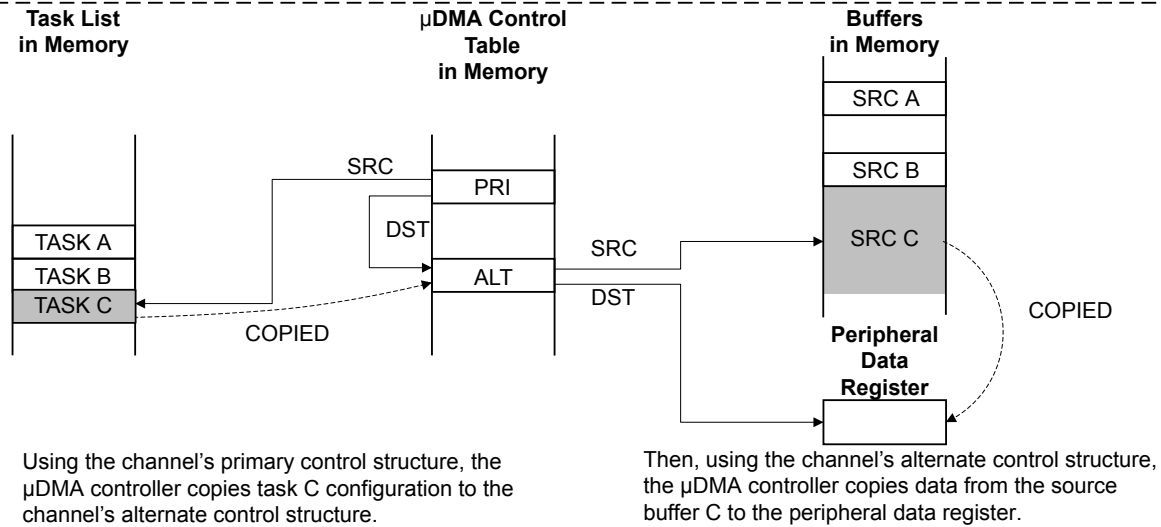 Task List
in Memory
µDMA Control
Table
in Memory
Buffers
in Memory
SRC A
SRC B
SRC C
SRC
PRI
DST
TASK A
TASK B
TASK C
ALT
SRC
DST
COPIED
COPIED
Peripheral
Data
Register
Using the channel’s primary control structure, the
µDMA controller copies task C configuration to the
channel’s alternate control structure.
Then, using the channel’s alternate control structure,
the µDMA controller copies data from the source
buffer C to the peripheral data register.